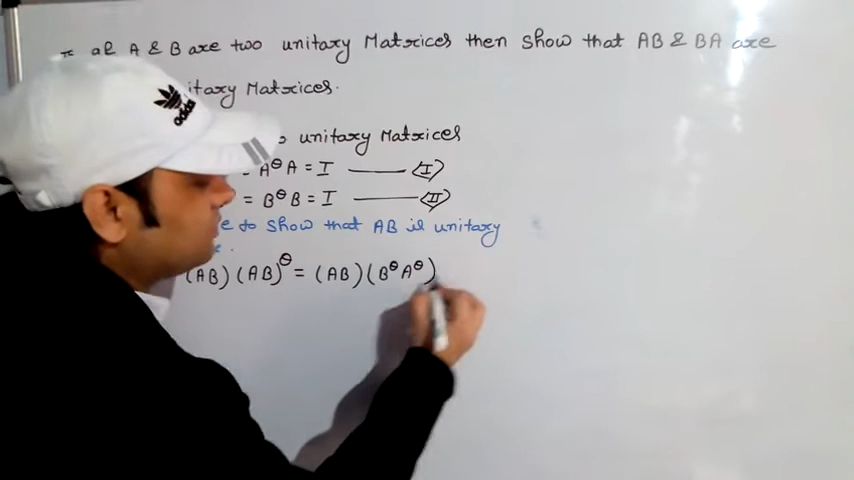 If A & B are two unitary Matrices then show that AB & BA are
itary Matrices.
unitary Matrices
= A^θ A = I ——— <I>
= B^θ B = I ——— <II>
e to show that AB is unitary
(AB) (AB)^θ = (AB) (B^θ A^θ)
adidas